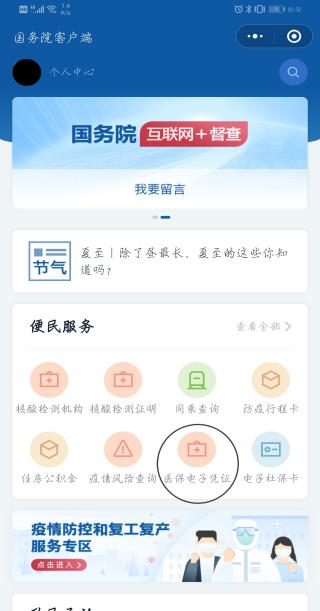 1.4
K/s
18:58
国务院客户端
个人中心
国务院 互联网+督查
我要留言
节气
夏至丨除了昼最长,夏至的这些你知
道吗?
便民服务
查看全部
核酸检测机构 核酸检测证明 同乘查询 防疫行程卡
住房公积金 疫情风险查询 医保电子凭证 电子社保卡
疫情防控和复工复产
服务专区
点击进入